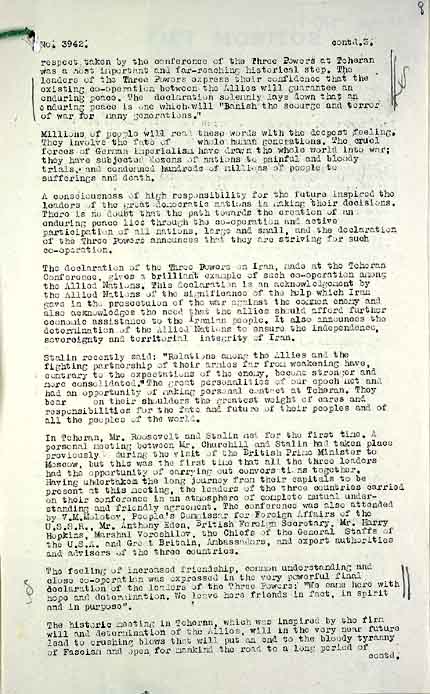 8
No. 3942. contd.3.
respect taken by the conference of the Three Powers at Teheran
was a most important and far-reaching historical step. The
leaders of the Three Powers express their confidence that the
existing co-operation between the Allies will guarantee an
enduring peace. The declaration solemnly lays down that an
enduring peace is one which will "Banish the scourge and terror
of war for many generations."
Millions of people will read these words with the deepest feeling.
They involve the fate of whole human generations. The cruel
forces of German Imperialism have drawn the whole world into war;
they have subjected dozens of nations to painful and bloody
trials, and condemned hundreds of millions of people to
sufferings and death.
A consciousness of high responsibility for the future inspired the
leaders of the great democratic nations in making their decisions.
There is no doubt that the path towards the creation of an
enduring peace lies through the co-operation and active
participation of all nations, large and small, and the declaration
of the Three Powers announces that they are striving for such
co-operation.
The declaration of the Three Powers on Iran, made at the Teheran
Conference, gives a brilliant example of such co-operation among
the Allied Nations. This declaration is an acknowledgement by
the Allied Nations of the significance of the help which Iran
gave in the prosecution of the war against the common enemy and
also acknowledges the need that the allies should afford further
economic assistance to the Iranian people. It also announces the
determination of the Allied Nations to ensure the independence,
sovereignty and territorial integrity of Iran.
Stalin recently said: "Relations among the Allies and the
fighting partnership of their armies far from weakening have,
contrary to the expectations of the enemy, become stronger and
more consolidated." The great personalities of our epoch met and
had an opportunity of making personal contact at Teheran. They
bear on their shoulders the greatest weight of cares and
responsibilities for the fate and future of their peoples and of
all the peoples of the world.
In Teheran, Mr. Roosevelt and Stalin met for the first time. A
personal meeting between Mr. Churchill and Stalin had taken place
previously during the visit of the British Prime Minister to
Moscow, but this was the first time that all the three leaders
had the opportunity of carrying out conversations together.
Having undertaken the long journey from their capitals to be
present at this meeting, the leaders of the three countries carried
on their conference in an atmosphere of complete mutual under-
standing and friendly agreement. The conference was also attended
by V.M.Molotov, People's Commissar for Foreign Affairs of the
U.S.S.R., Mr. Anthony Eden, British Foreign Secretary, Mr. Harry
Hopkins, Marshal Voroshilov, the Chiefs of the General Staffs of
the U.S.A. and Great Britain, Ambassadors, and expert authorities
and advisers of the three countries.
The feeling of increased friendship, common understanding and
close co-operation was expressed in the very powerful final
declaration of the leaders of the Three Powers: "We came here with
hope and determination. We leave here friends in fact, in spirit
and in purpose".
The historic meeting in Teheran, which was inspired by the firm
will and determination of the Allies, will in the very near future
lead to crushing blows that will put an end to the bloody tyranny
of Fascism and open for mankind the road to a long period of
contd.